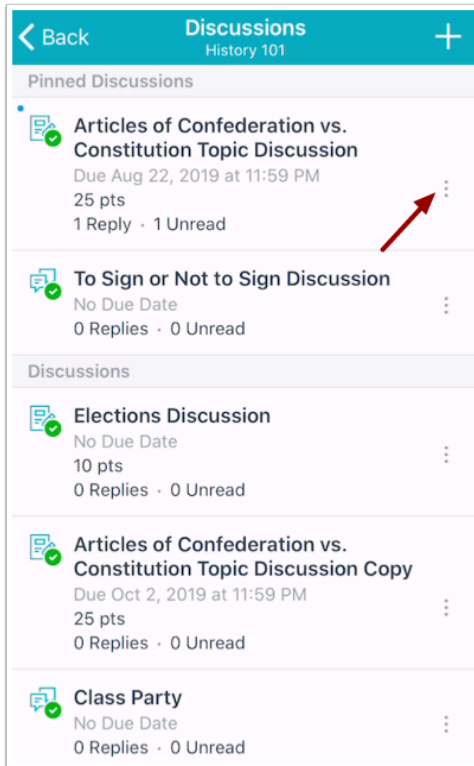 Back
Discussions
History 101
Pinned Discussions
Articles of Confederation vs.
Constitution Topic Discussion
Due Aug 22, 2019 at 11:59 PM
25 pts
1 Reply · 1 Unread
To Sign or Not to Sign Discussion
No Due Date
0 Replies · 0 Unread
Discussions
Elections Discussion
No Due Date
10 pts
0 Replies · 0 Unread
Articles of Confederation vs.
Constitution Topic Discussion Copy
Due Oct 2, 2019 at 11:59 PM
25 pts
0 Replies · 0 Unread
Class Party
No Due Date
0 Replies · 0 Unread